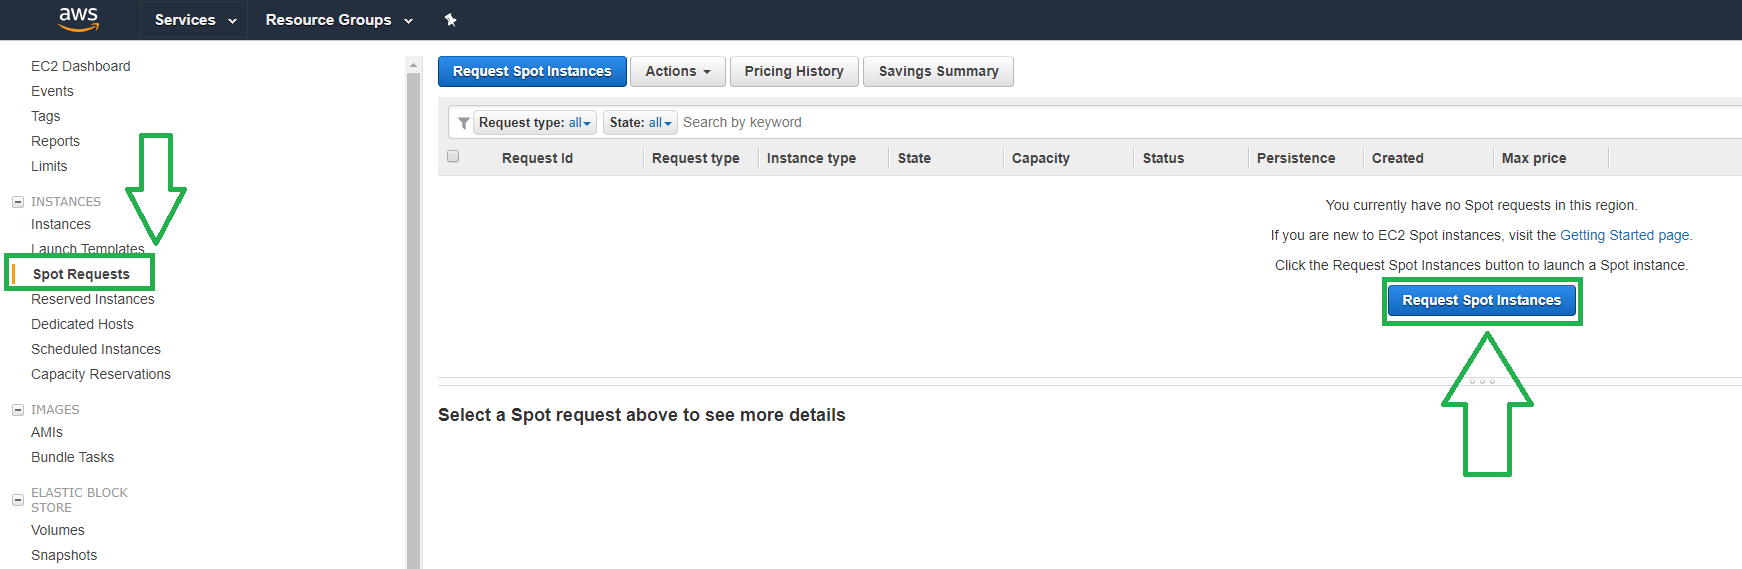 aws
Services
Resource Groups
EC2 Dashboard
Events
Tags
Reports
Limits
INSTANCES
Instances
Launch Templates
Spot Requests
Reserved Instances
Dedicated Hosts
Scheduled Instances
Capacity Reservations
IMAGES
AMIs
Bundle Tasks
ELASTIC BLOCK
STORE
Volumes
Snapshots
Request Spot Instances Actions Pricing History Savings Summary
Request type: all State: all Search by keyword
Request Id Request type Instance type State Capacity Status Persistence Created Max price
You currently have no Spot requests in this region.
If you are new to EC2 Spot instances, visit the Getting Started page.
Click the Request Spot Instances button to launch a Spot instance.
Request Spot Instances
Select a Spot request above to see more details